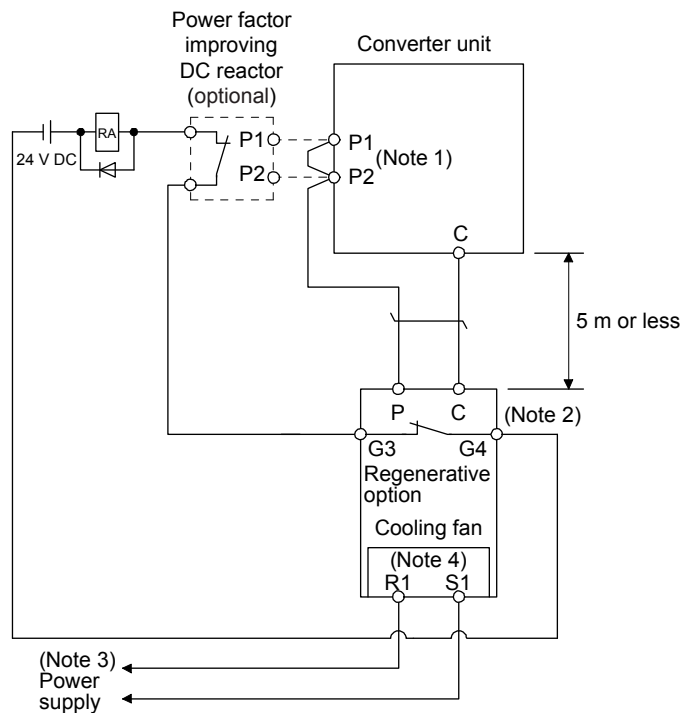 Power factor
improving
DC reactor
(optional)
Converter unit
RA
24 V DC
P1
P1
(Note 1)
P2
P2
C
5 m or less
P
C
(Note 2)
G3
G4
Regenerative
option
Cooling fan
(Note 4)
R1
S1
(Note 3)
Power
supply